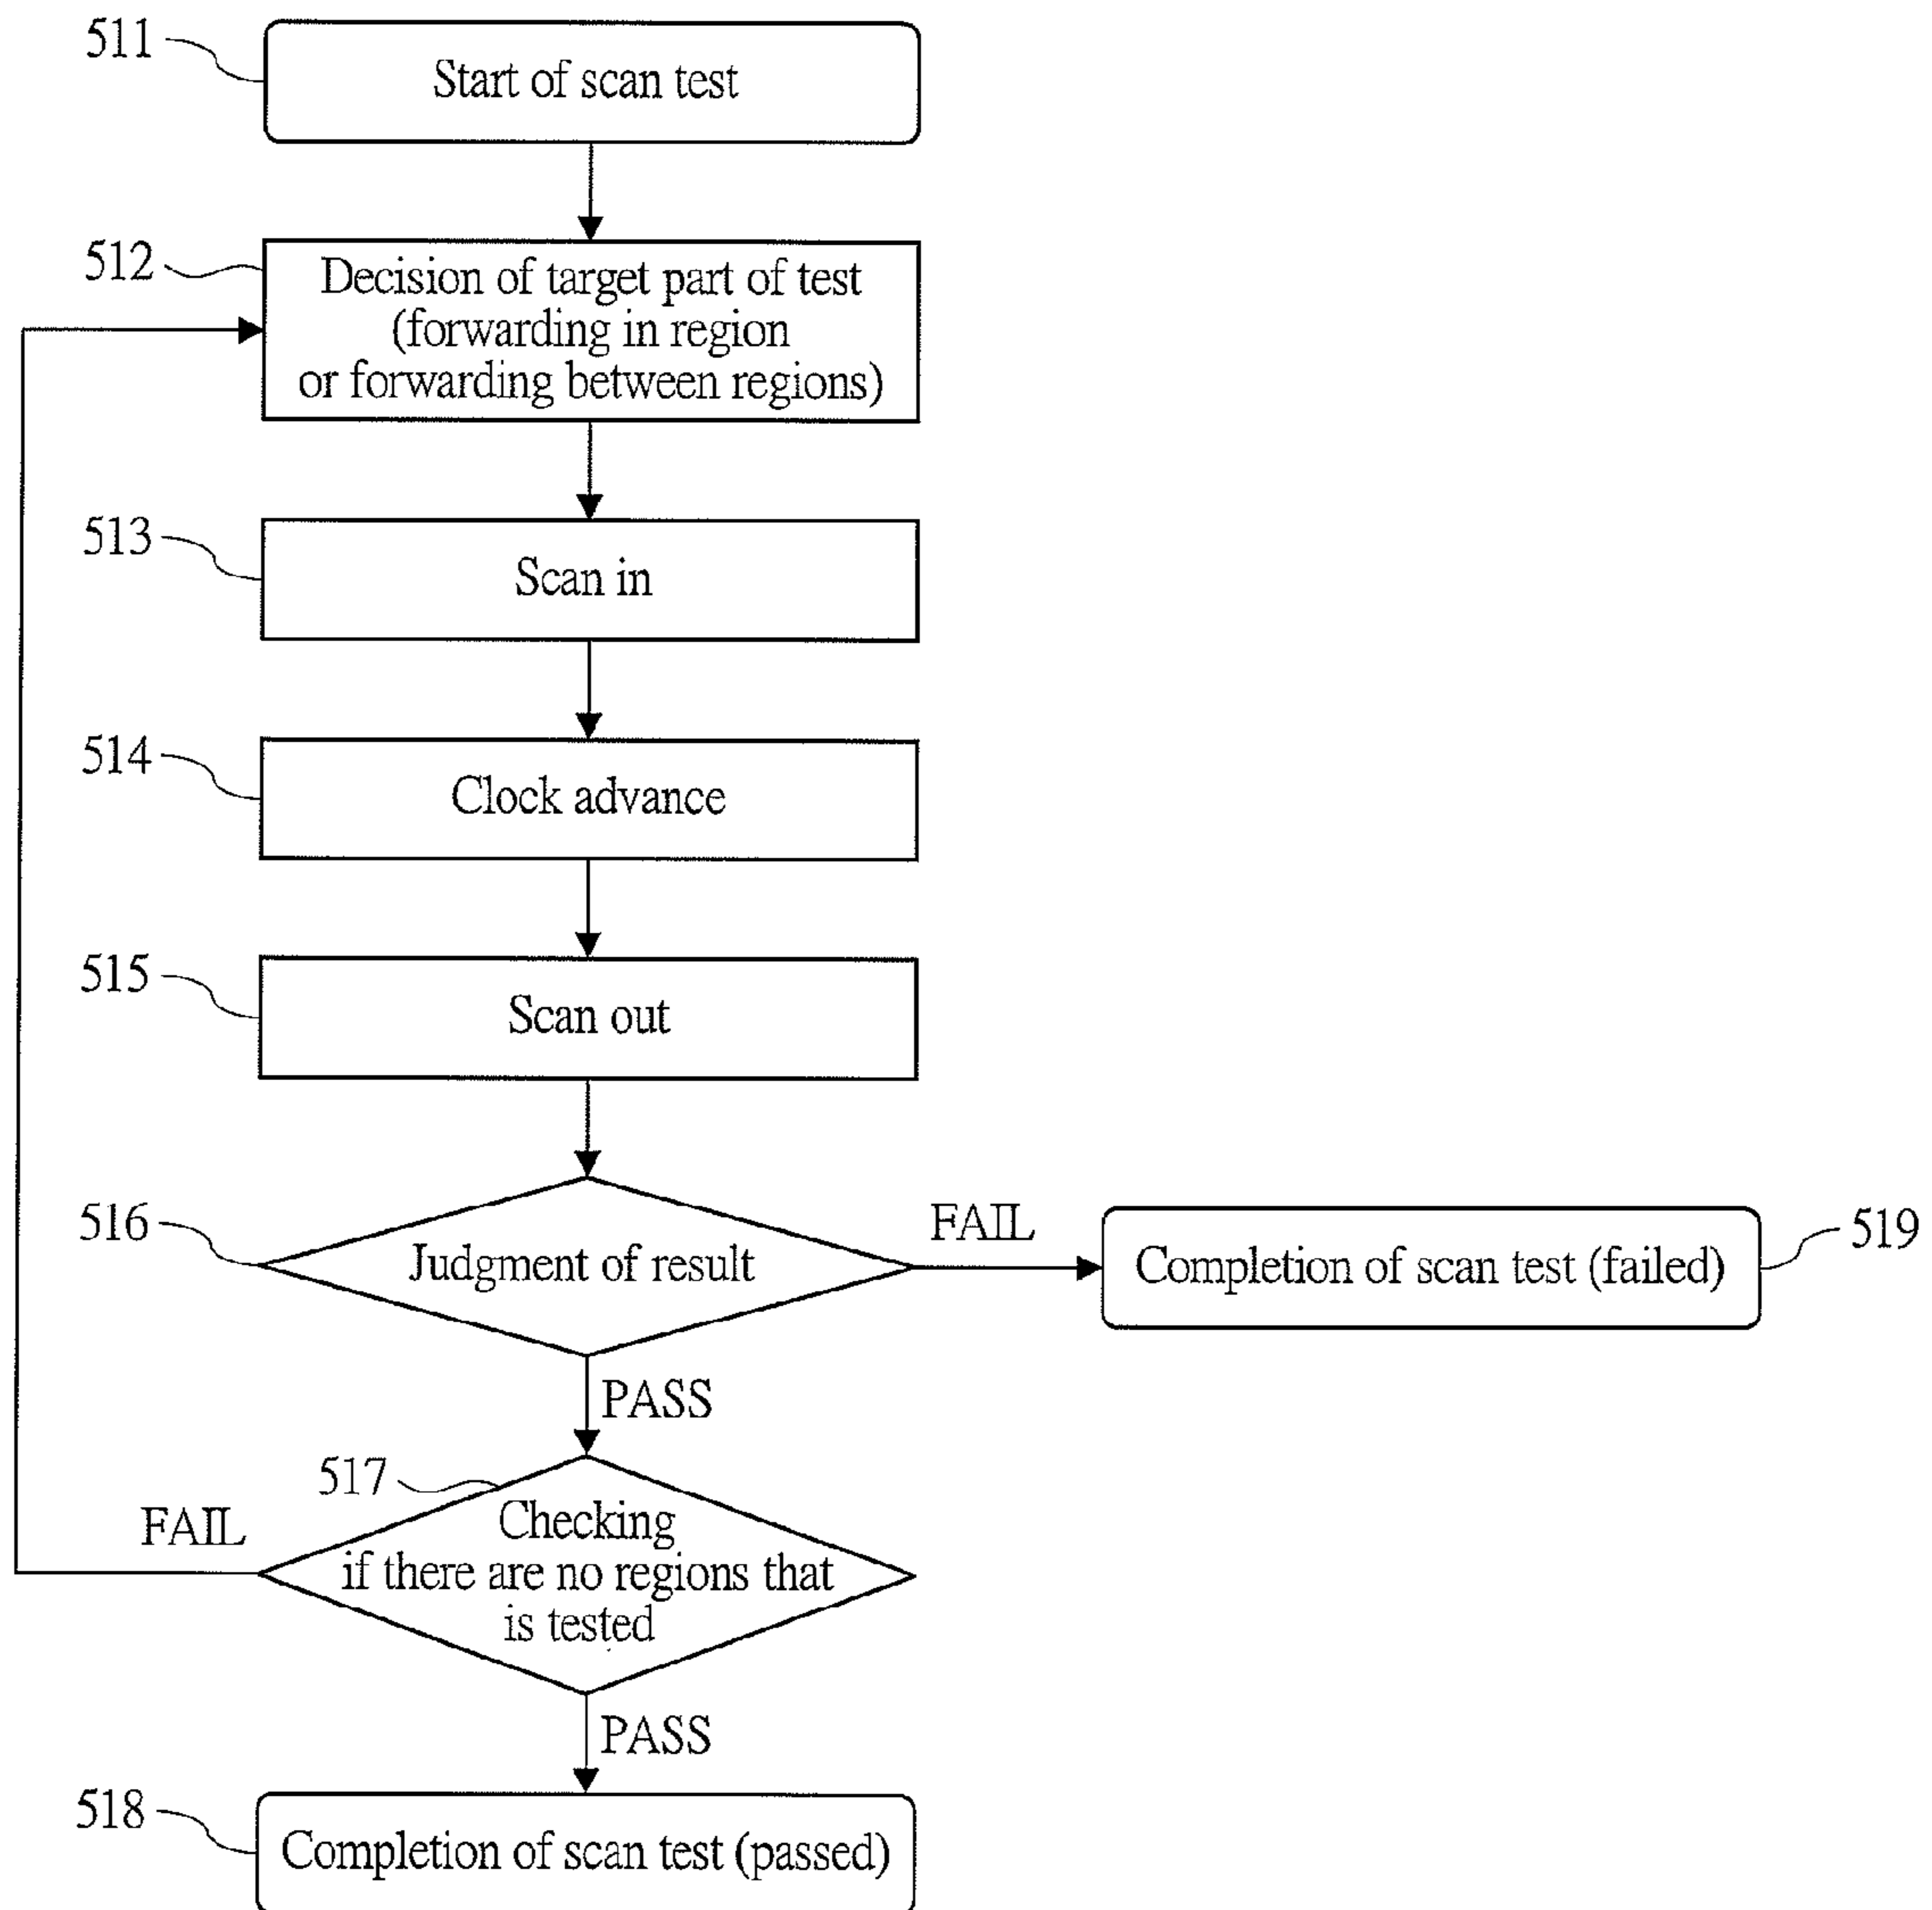 511
Start of scan test
512
Decision of target part of test
(forwarding in region
or forwarding between regions)
513
Scan in
514
Clock advance
515
Scan out
516
Judgment of result
FAIL
Completion of scan test (failed)
519
PASS
517
FAIL
Checking
if there are no regions that
is tested
PASS
518
Completion of scan test (passed)